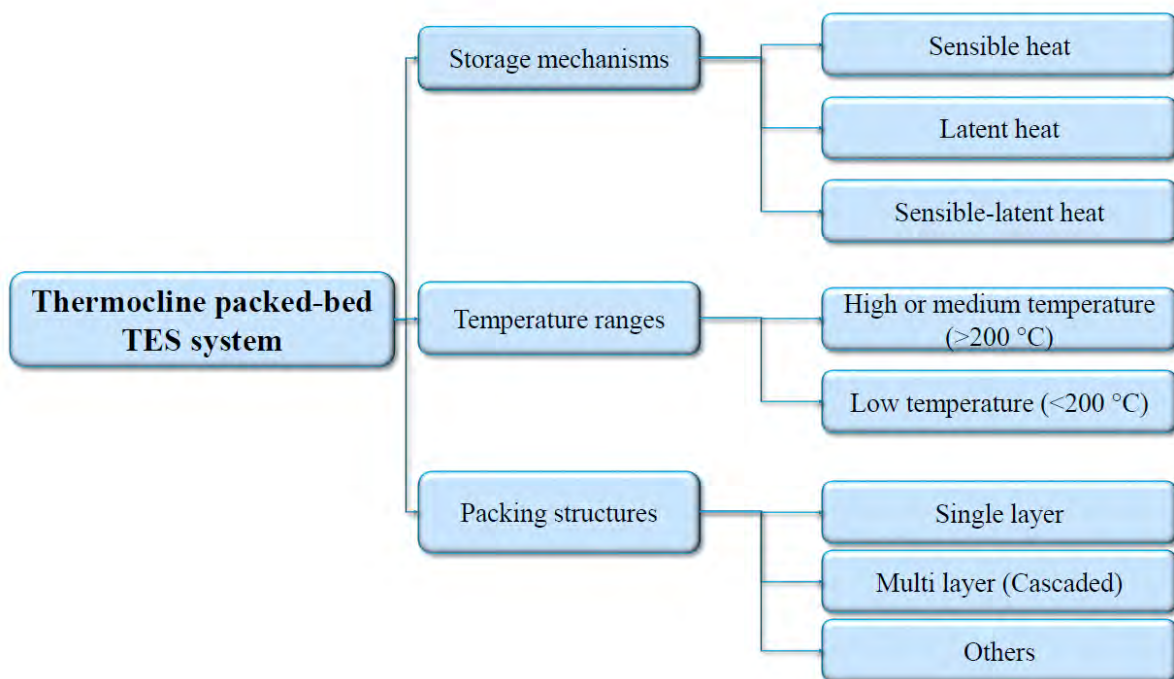 Thermocline packed-bed
TES system
Storage mechanisms
Sensible heat
Latent heat
Sensible-latent heat
Temperature ranges
High or medium temperature
(>200 °C)
Low temperature (<200 °C)
Packing structures
Single layer
Multi layer (Cascaded)
Others